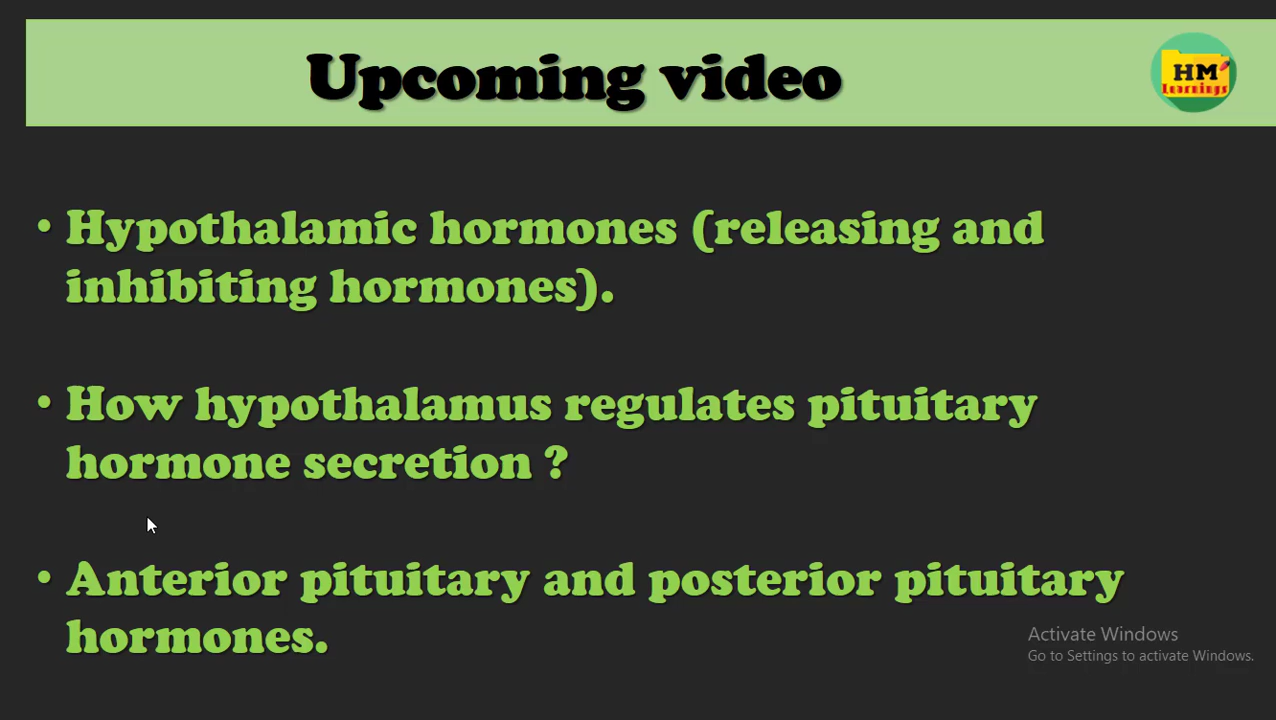 Upcoming video
HM
Learnings
• Hypothalamic hormones (releasing and
inhibiting hormones).
• How hypothalamus regulates pituitary
hormone secretion ?
• Anterior pituitary and posterior pituitary
hormones.
Activate Windows
Go to Settings to activate Windows.